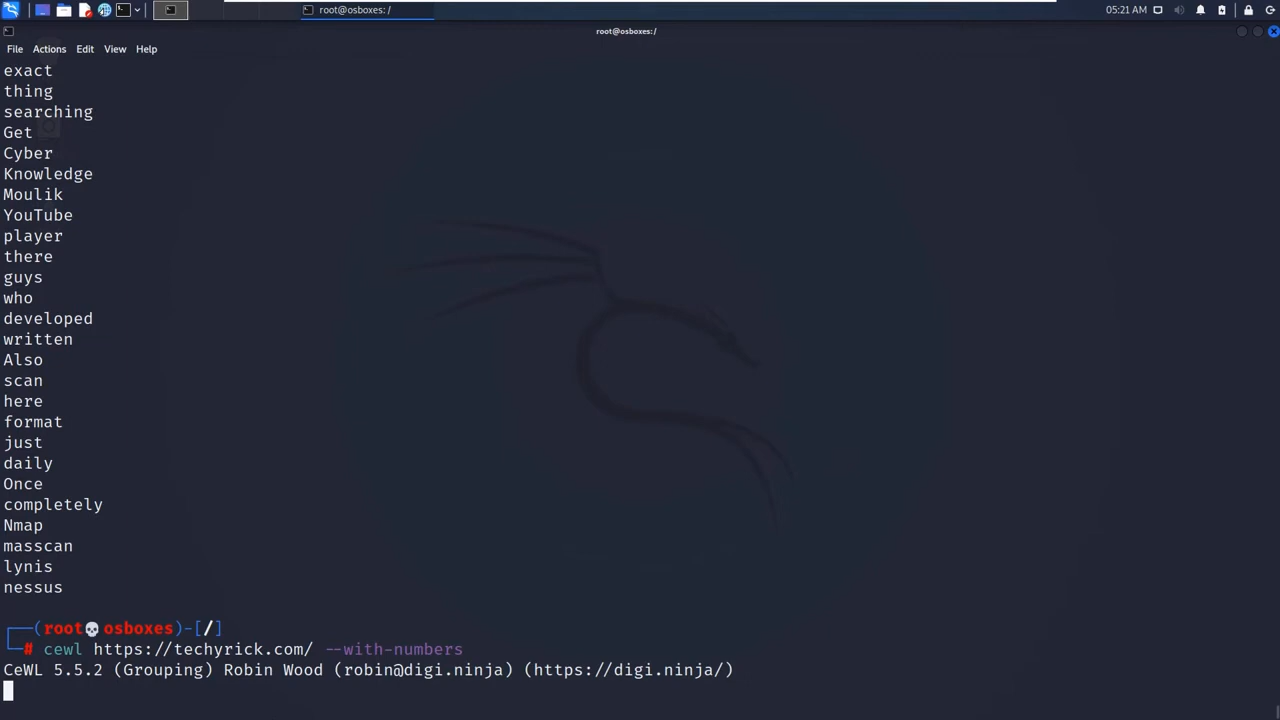 root@osboxes: /
05:21 AM
root@osboxes:/
File Actions Edit View Help
exact
thing
searching
Get
Cyber
Knowledge
Moulik
YouTube
player
there
guys
who
developed
written
Also
scan
here
format
just
daily
Once
completely
Nmap
masscan
lynis
nessus
┌──(root💀osboxes)-[/]
└─# cewl https://techyrick.com/ --with-numbers
CeWL 5.5.2 (Grouping) Robin Wood (robin@digi.ninja) (https://digi.ninja/)